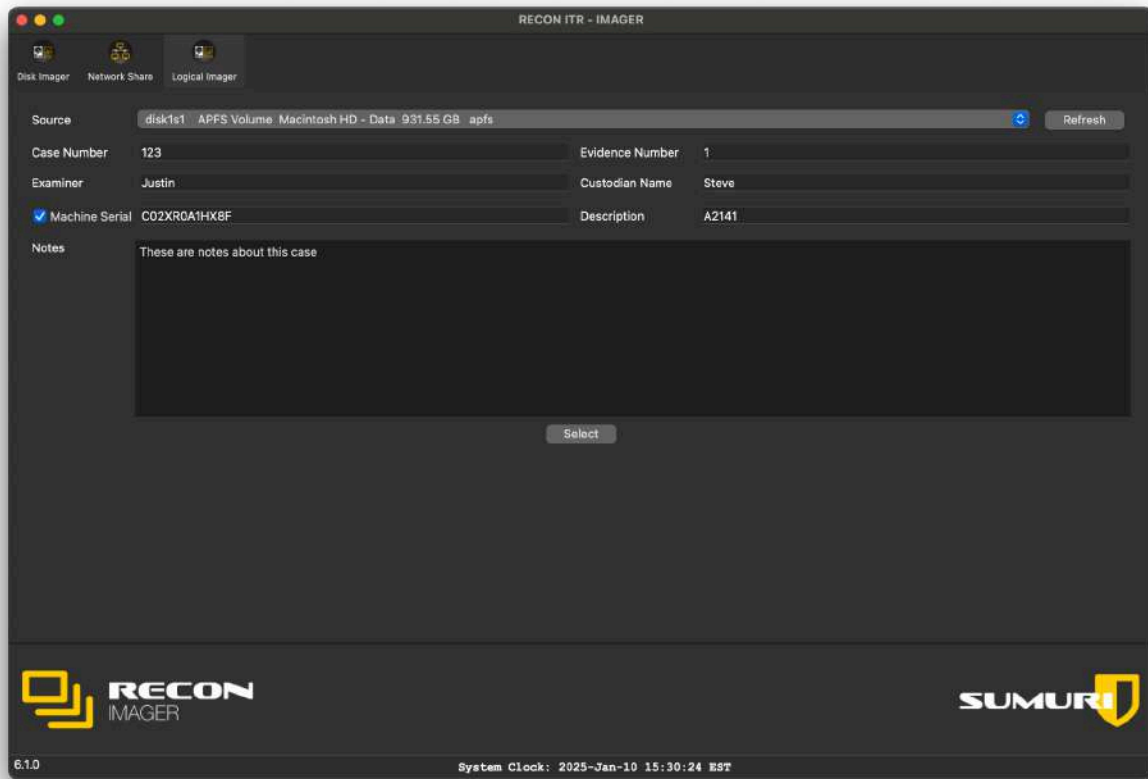 RECON ITR - IMAGER
Disk Imager Network Share Logical Imager
Source disk1s1 APFS Volume Macintosh HD - Data 931.55 GB apfs Refresh
Case Number 123 Evidence Number 1
Examiner Justin Custodian Name Steve
Machine Serial C02XR0A1HX8F Description A2141
Notes These are notes about this case
Select
RECON
IMAGER
SUMURI
6.1.0 System Clock: 2025-Jan-10 15:30:24 EST